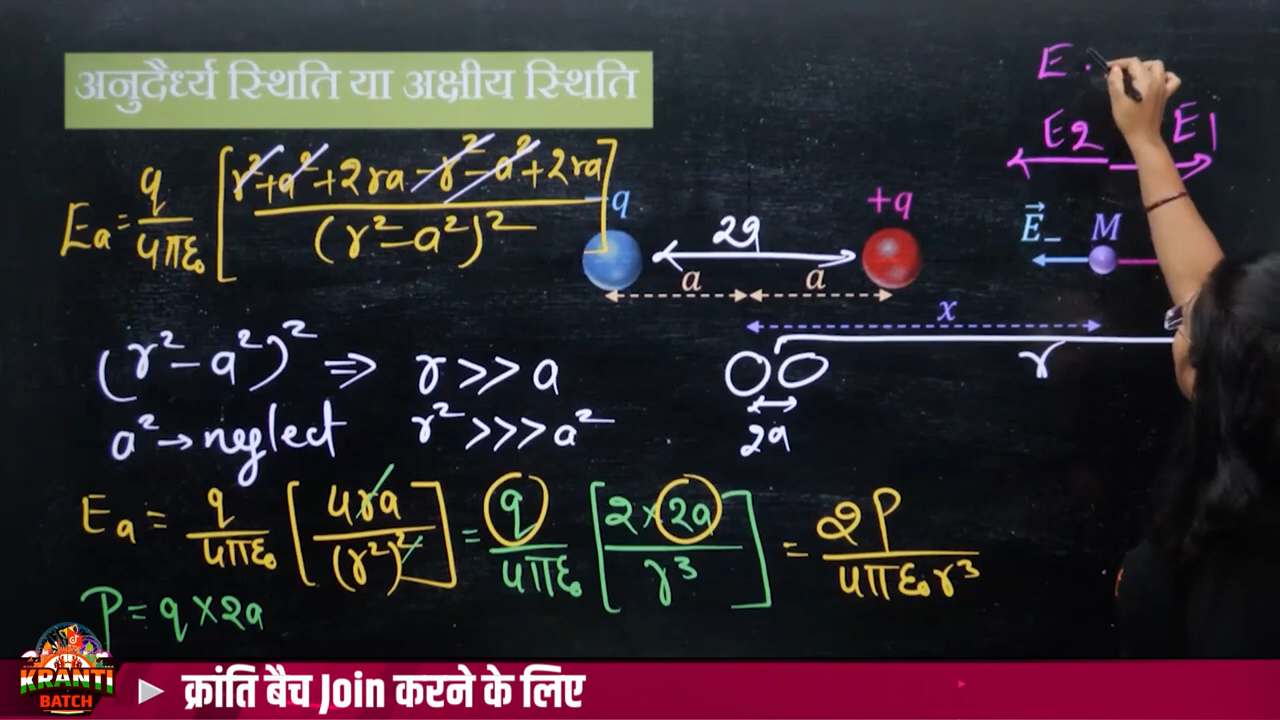 अनुदैर्ध्य स्थिति या अक्षीय स्थिति
E
E2 E1
Ea = q/4πε₀ [r²+a²+2ra-r²-a²+2ra/(r²-a²)²]
-q +q
2a
a a
E⃗₋ M
x
r
(r²-a²)² ⇒ r >> a
a² → neglect r² >>> a²
2a
Ea = q/4πε₀ [4ra/(r²)²] = q/4πε₀ [2×2a/r³] = 2P/4πε₀r³
P = q×2a
KRANTI
BATCH
क्रांति बैच Join करने के लिए